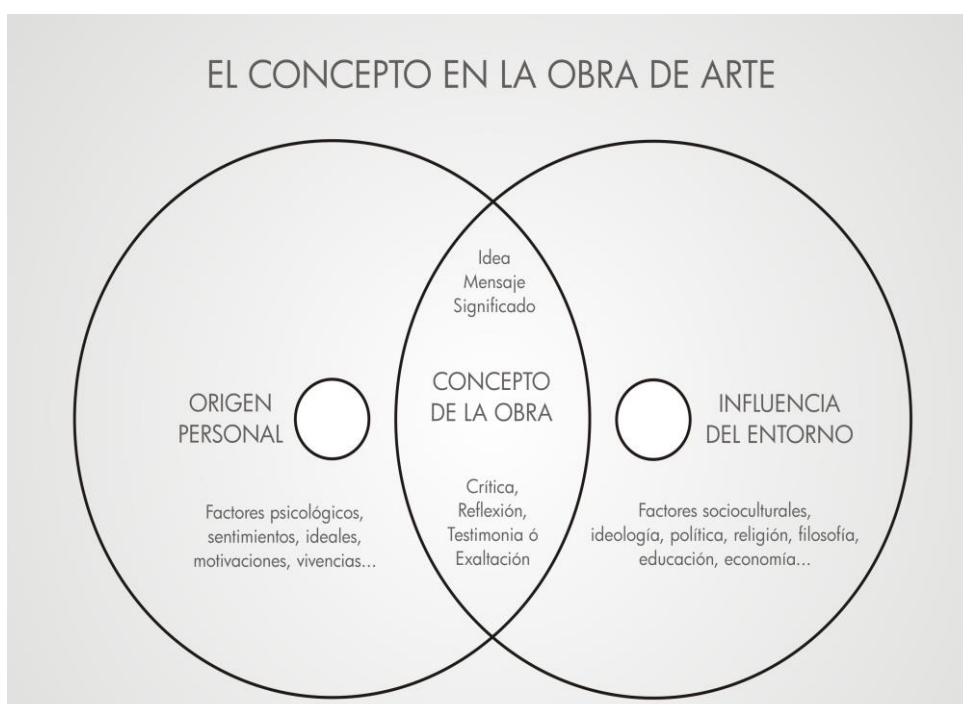 EL CONCEPTO EN LA OBRA DE ARTE
Idea
Mensaje
Significado
ORIGEN
PERSONAL
Factores psicológicos,
sentimientos, ideales,
motivaciones, vivencias...
CONCEPTO
DE LA OBRA
Crítica,
Reflexión,
Testimonia ó
Exaltación
INFLUENCIA
DEL ENTORNO
Factores socioculturales,
ideología, política, religión, filosofía,
educación, economía...